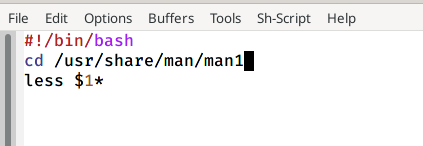 File Edit Options Buffers Tools Sh-Script Help
#!/bin/bash
cd /usr/share/man/man1
less $1*